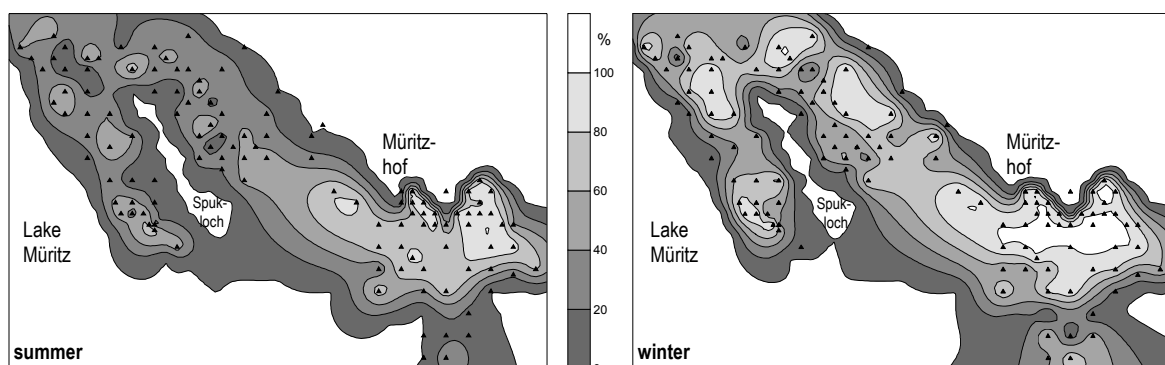 Lake
Müritz
Spuk-
loch
Müritz-
hof
summer
%
100
80
60
40
20
Lake
Müritz
Spuk-
loch
Müritz-
hof
winter